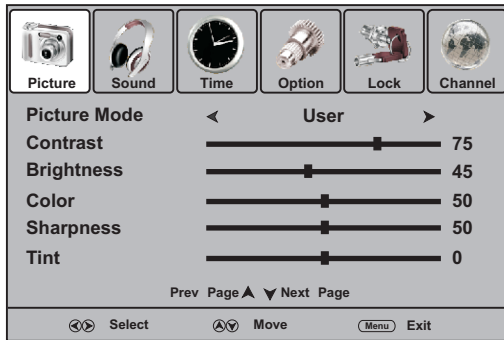 Picture Sound Time Option Lock Channel
Picture Mode User
Contrast 75
Brightness 45
Color 50
Sharpness 50
Tint 0
Prev Page Next Page
Select Move Menu Exit